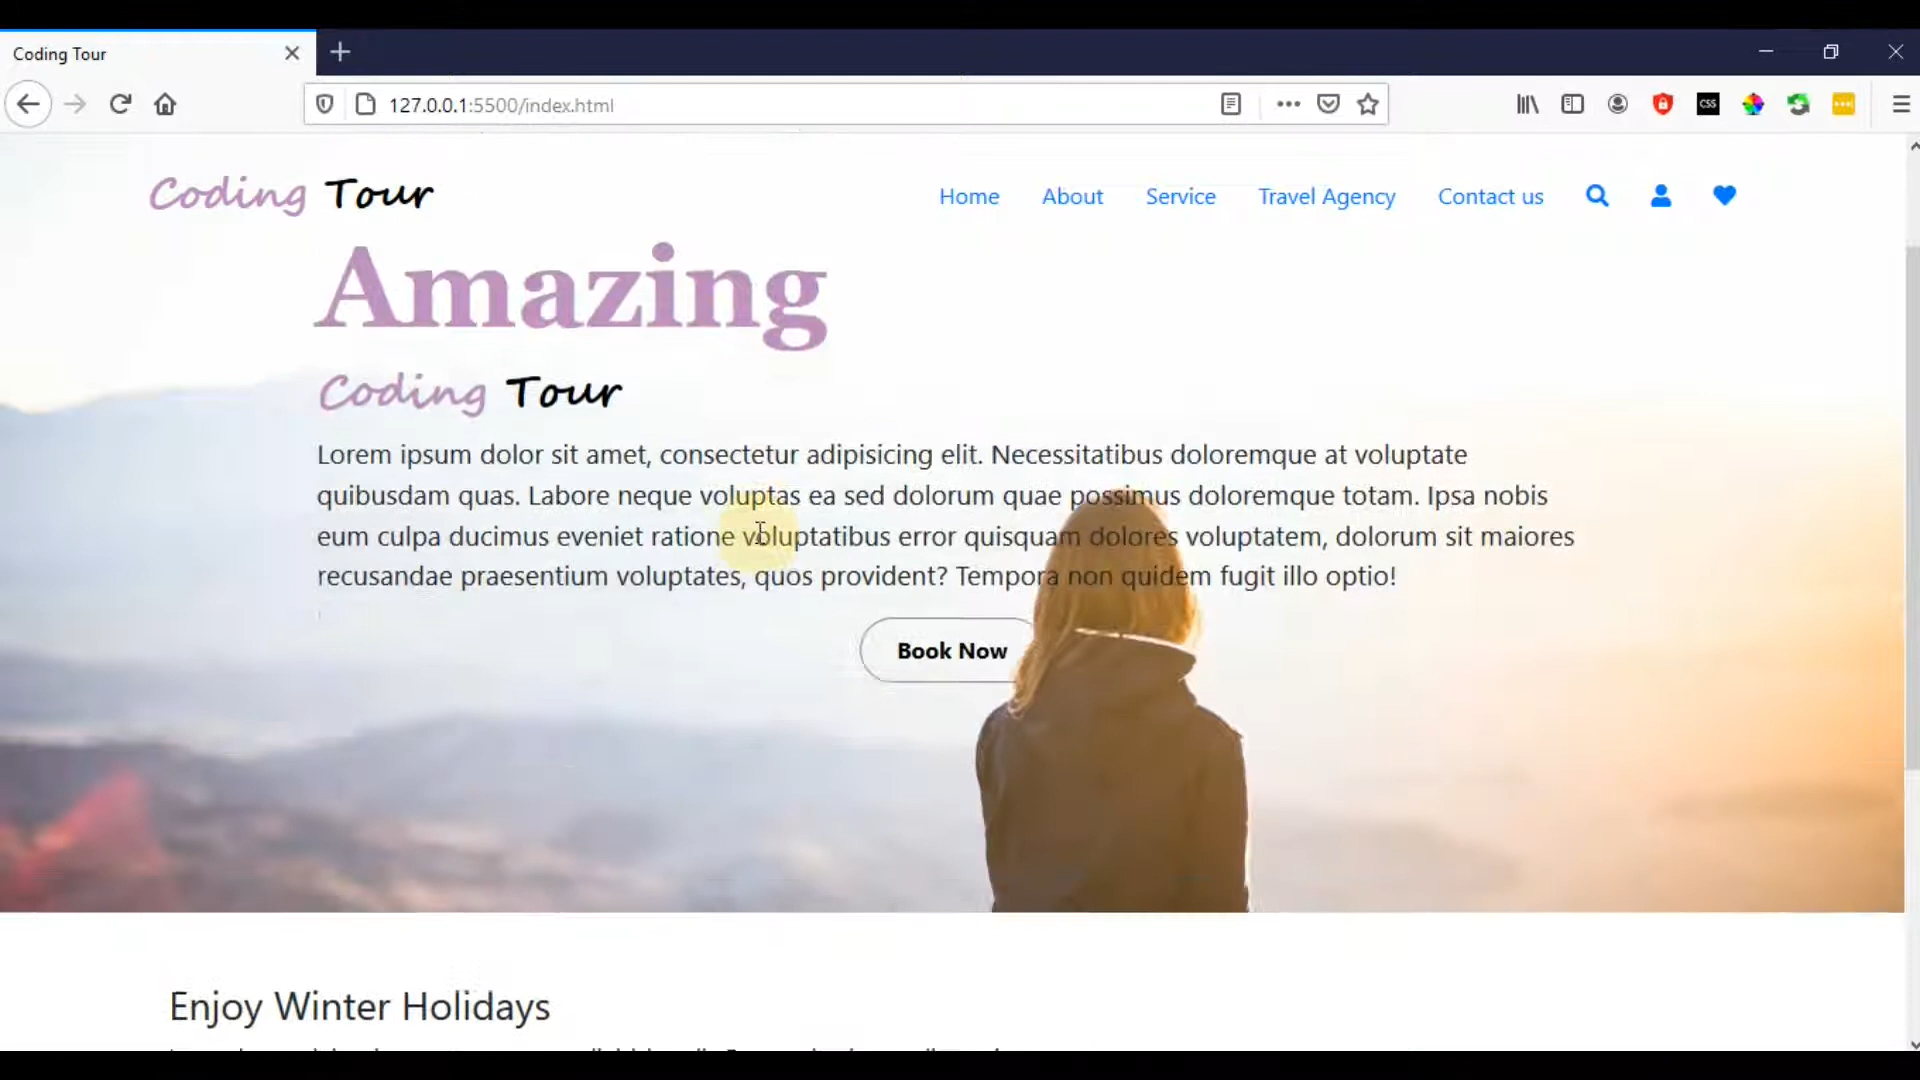 Coding Tour
127.0.0.1:5500/index.html
CSS
Coding Tour
Home About Service Travel Agency Contact us
Amazing
Coding Tour
Lorem ipsum dolor sit amet, consectetur adipisicing elit. Necessitatibus doloremque at voluptate
quibusdam quas. Labore neque voluptas ea sed dolorum quae possimus doloremque totam. Ipsa nobis
eum culpa ducimus eveniet ratione voluptatibus error quisquam dolores voluptatem, dolorum sit maiores
recusandae praesentium voluptates, quos provident? Tempora non quidem fugit illo optio!
Book Now
Enjoy Winter Holidays